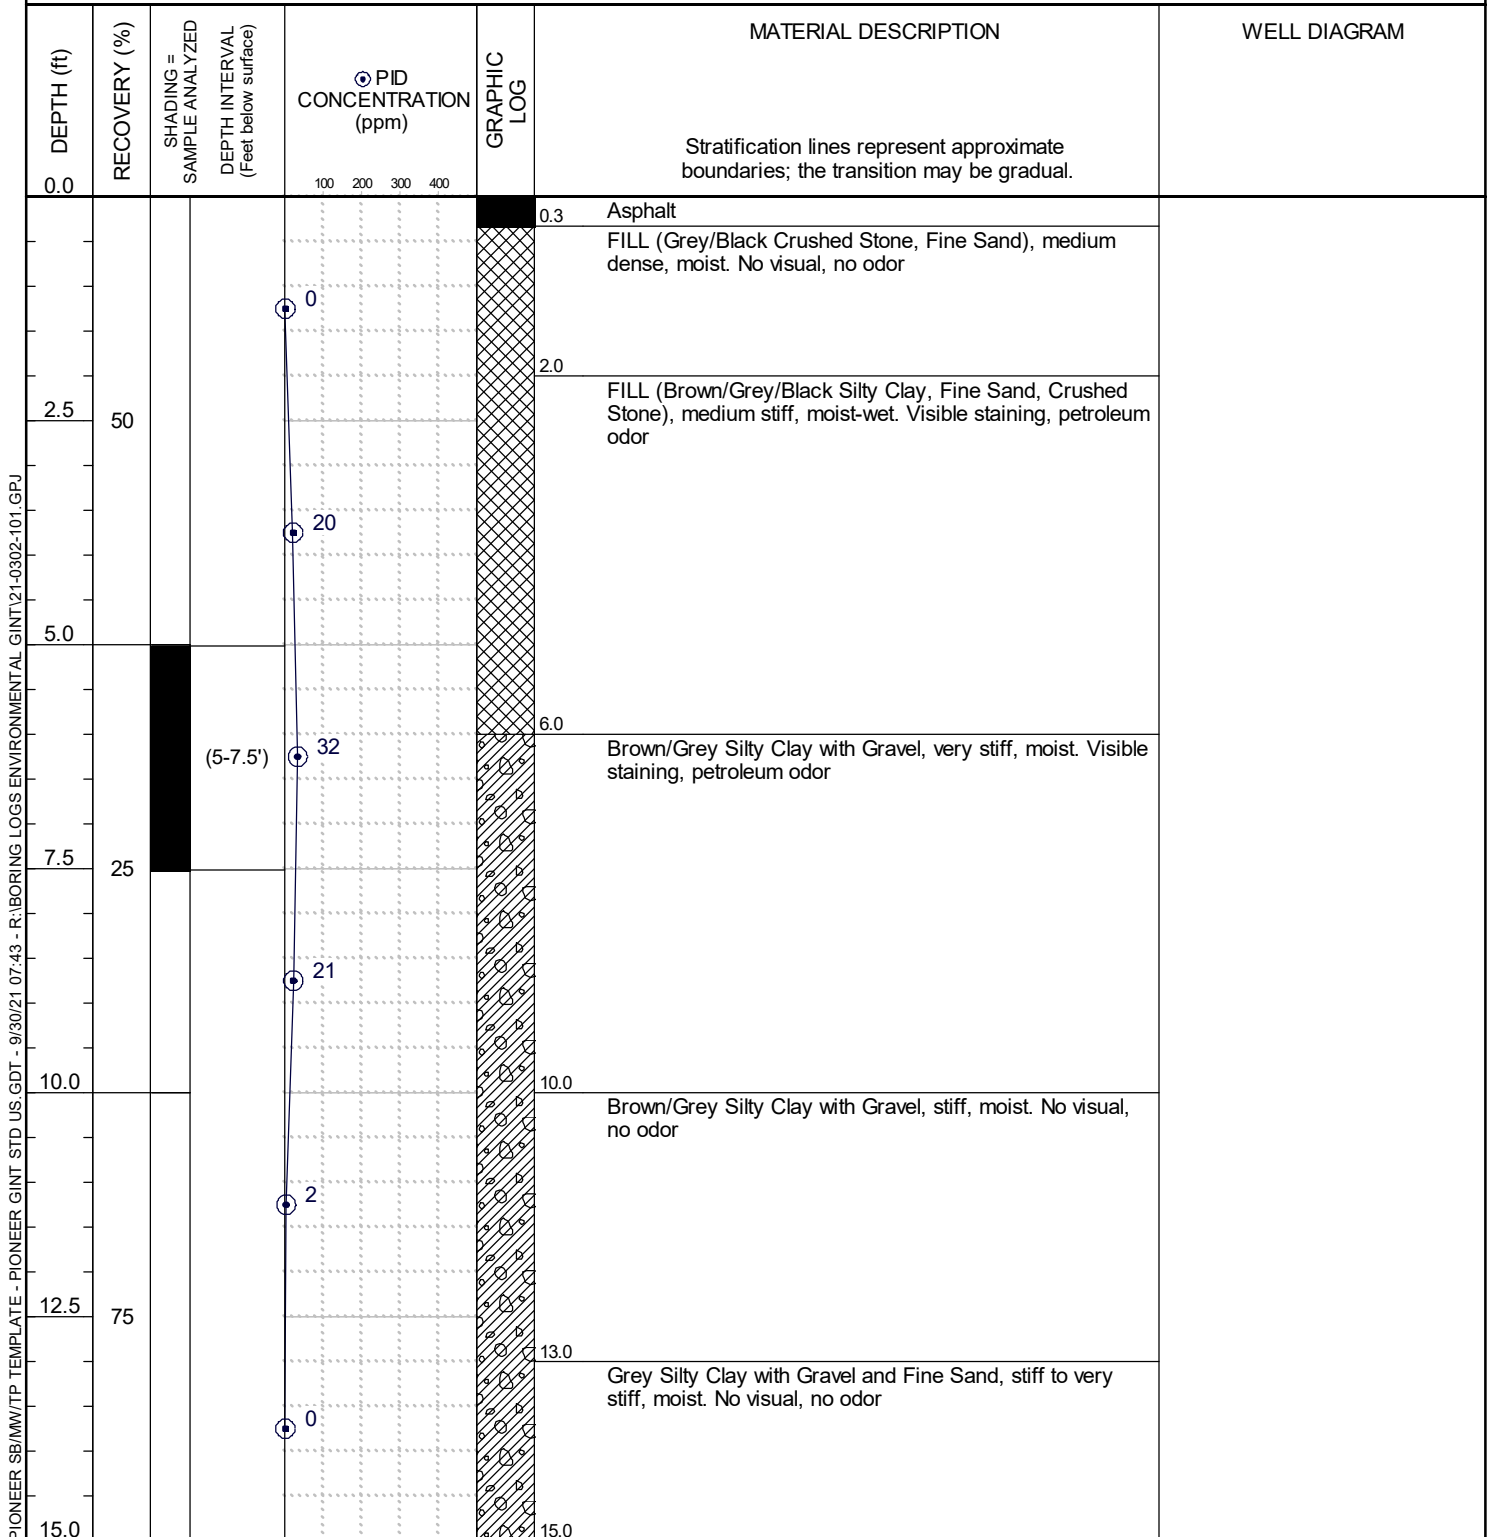 DEPTH (ft)
0.0
RECOVERY (%)
SHADING =
SAMPLE ANALYZED
DEPTH INTERVAL
(Feet below surface)
PID
CONCENTRATION
(ppm)
100 200 300 400
GRAPHIC
LOG
MATERIAL DESCRIPTION
Stratification lines represent approximate
boundaries; the transition may be gradual.
WELL DIAGRAM
0.3 Asphalt
FILL (Grey/Black Crushed Stone, Fine Sand), medium
dense, moist. No visual, no odor
0
2.0
FILL (Brown/Grey/Black Silty Clay, Fine Sand, Crushed
Stone), medium stiff, moist-wet. Visible staining, petroleum
odor
2.5 50
20
5.0
6.0
Brown/Grey Silty Clay with Gravel, very stiff, moist. Visible
staining, petroleum odor
(5-7.5') 32
7.5 25
21
10.0 10.0
Brown/Grey Silty Clay with Gravel, stiff, moist. No visual,
no odor
2
12.5 75
13.0
Grey Silty Clay with Gravel and Fine Sand, stiff to very
stiff, moist. No visual, no odor
0
15.0 15.0
PIONEER SB/MW/TP TEMPLATE - PIONEER GINT STD US.GDT - 9/30/21 07:43 - R:\BORING LOGS ENVIRONMENTAL GINT\21-0302-101.GPJ